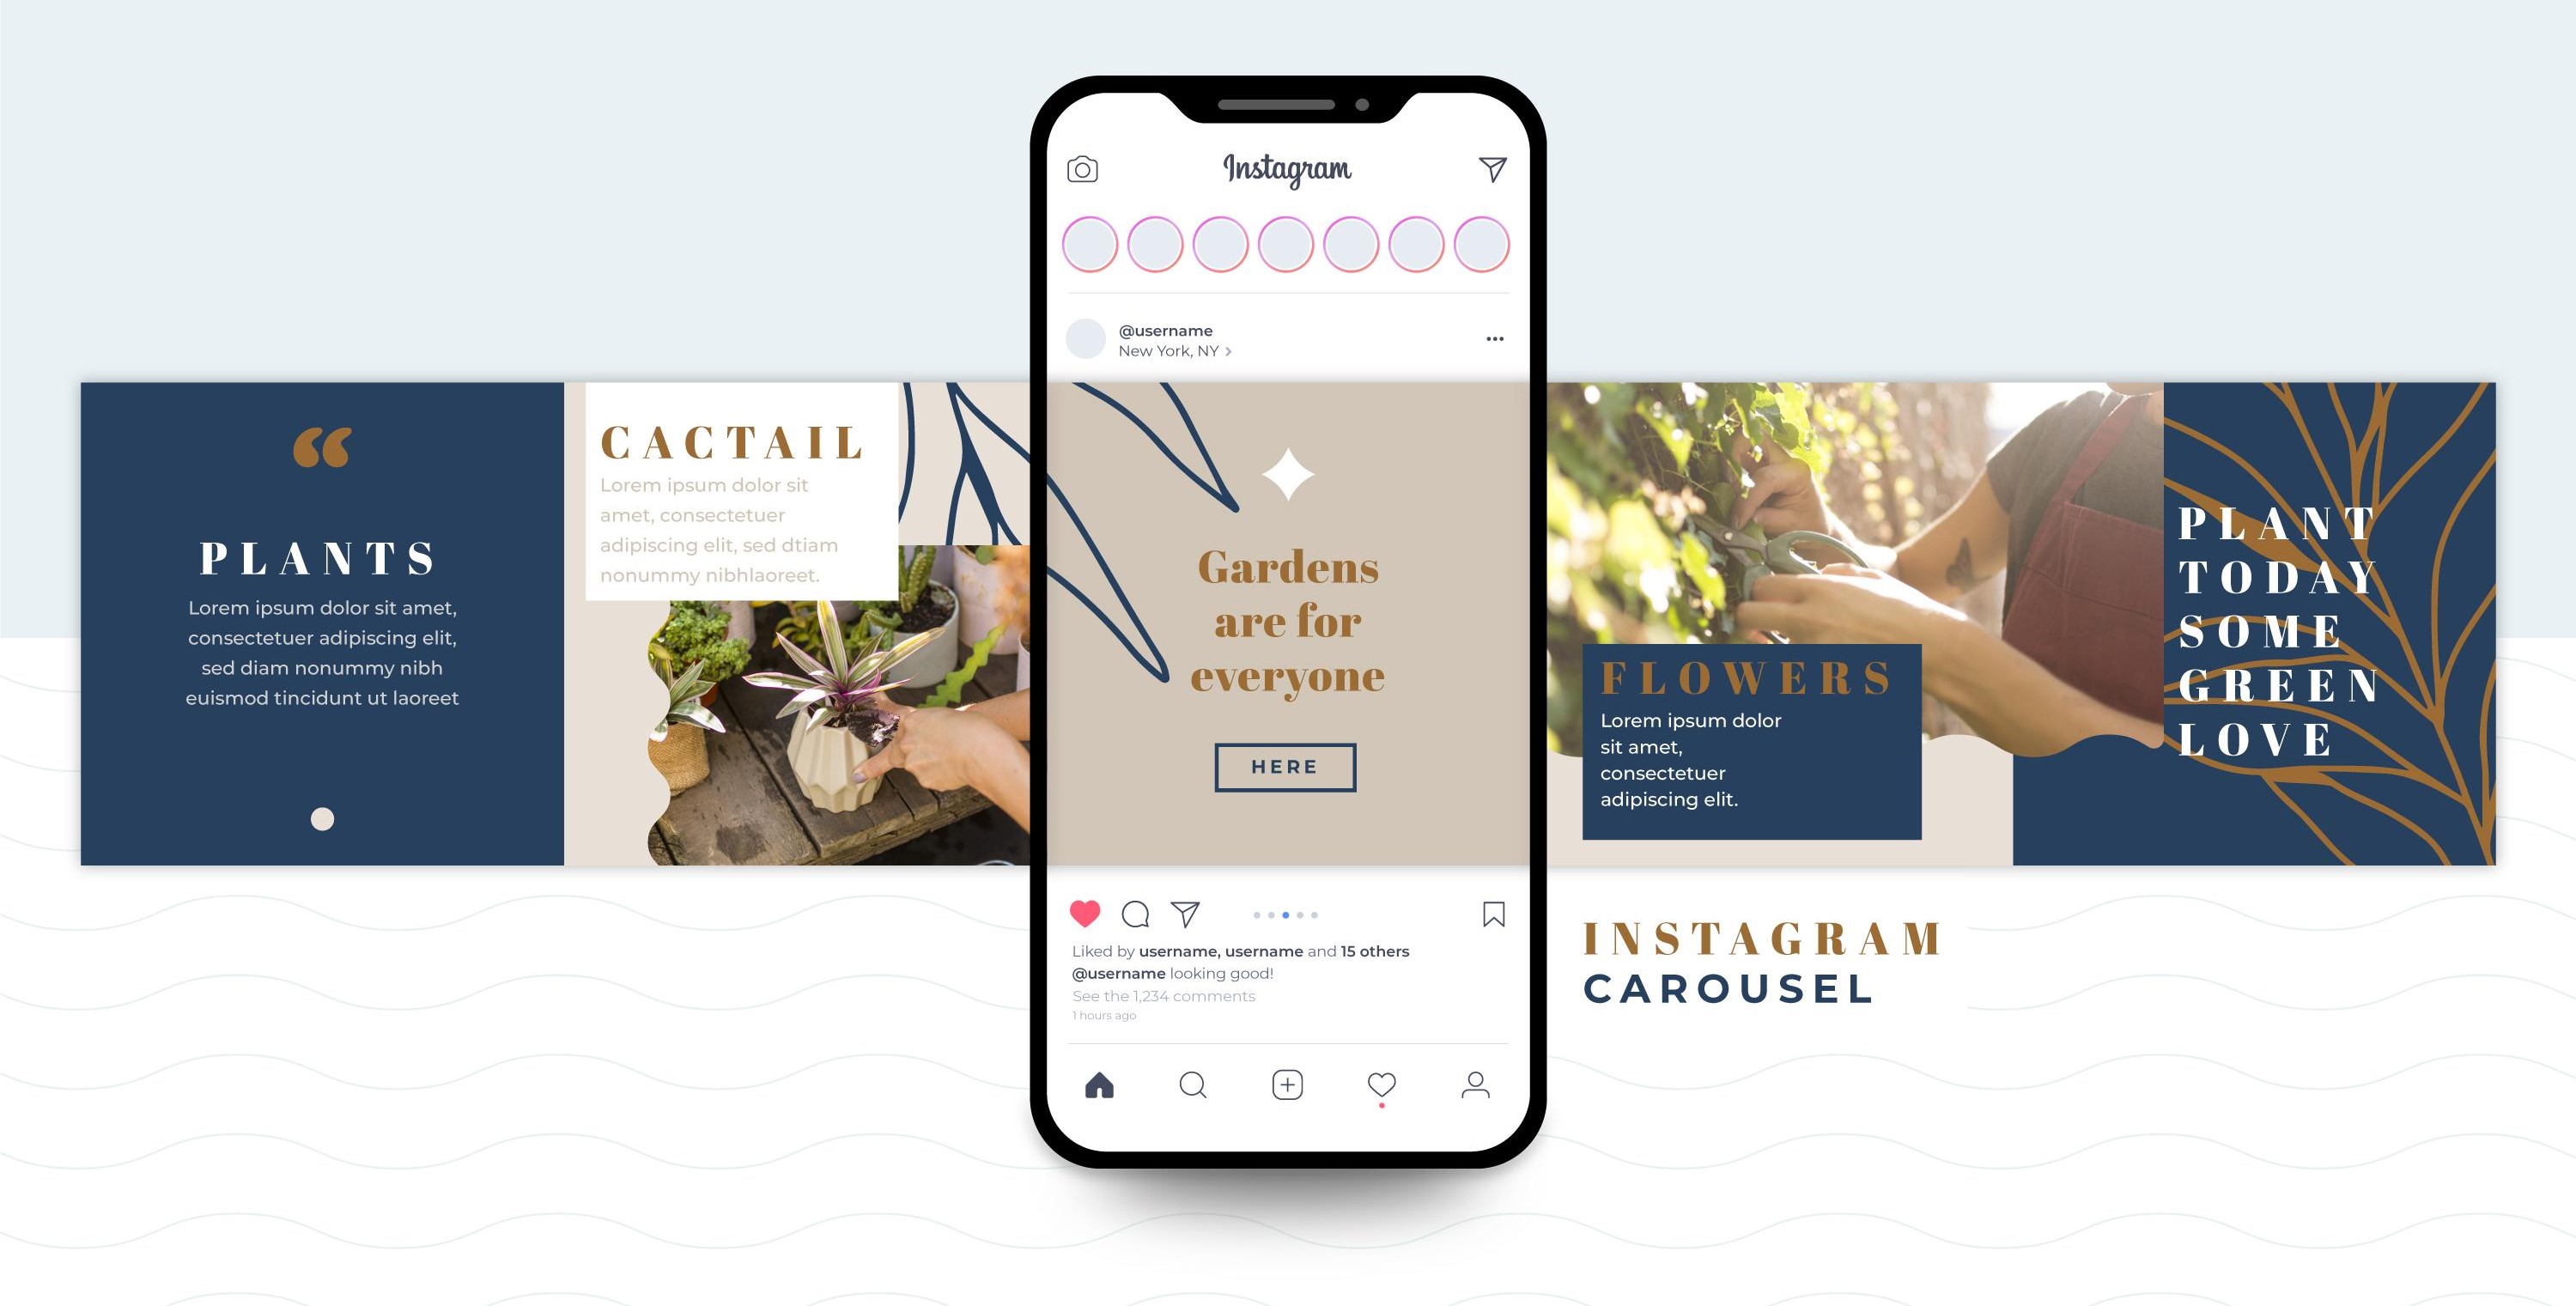 Instagram
@username
New York, NY >
“
PLANTS
Lorem ipsum dolor sit amet,
consectetuer adipiscing elit,
sed diam nonummy nibh
euismod tincidunt ut laoreet
CACTAIL
Lorem ipsum dolor sit
amet, consectetuer
adipiscing elit, sed dtiam
nonummy nibhlaoreet.
Gardens
are for
everyone
HERE
FLOWERS
Lorem ipsum dolor
sit amet,
consectetuer
adipiscing elit.
PLANT
TODAY
SOME
GREEN
LOVE
Liked by username, username and 15 others
@username looking good!
See the 1,234 comments
1 hours ago
INSTAGRAM
CAROUSEL